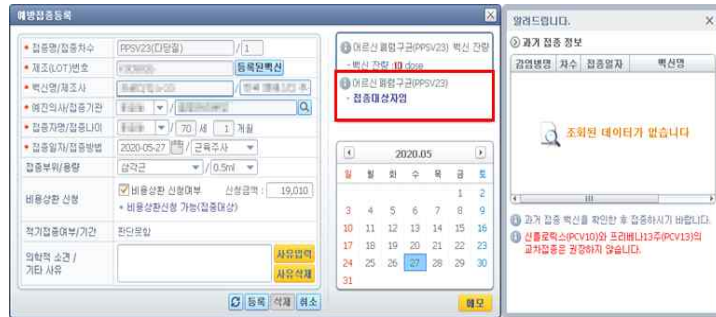 예방접종등록
• 접종명/접종차수 PPSV23(다당질) / 1
• 제조(LOT)번호 등록된백신
• 백신명/제조사
• 예진의사/접종기관
• 접종자명/접종나이 / 70 세 1 개월
• 접종일자/접종방법 2020-05-27 / 근육주사
접종부위/용량 삼각근 / 0.5ml
비용상환 신청 비용상환 신청여부 신청금액 : 19,010
• 비용상환신청 가능(접종대상)
적기접종여부/기간 판단못함
의학적 소견 /
기타 사유
사유입력
사유삭제
등록 삭제 취소
어르신 폐렴구균(PPSV23) 백신 잔량
- 백신 잔량 :10 dose
어르신 폐렴구균(PPSV23)
- 접종대상자임
2020.05
일 월 화 수 목 금 토
1 2
3 4 5 6 7 8 9
10 11 12 13 14 15 16
17 18 19 20 21 22 23
24 25 26 27 28 29 30
31
메모
알려드립니다.
과거 접종 정보
감염병명 차수 접종일자 백신명
조회된 데이터가 없습니다
과거 접종 백신을 확인한 후 접종하시기 바랍니다.
신플로릭스(PCV10)와 프리베나13주(PCV13)의
교차접종은 권장하지 않습니다.